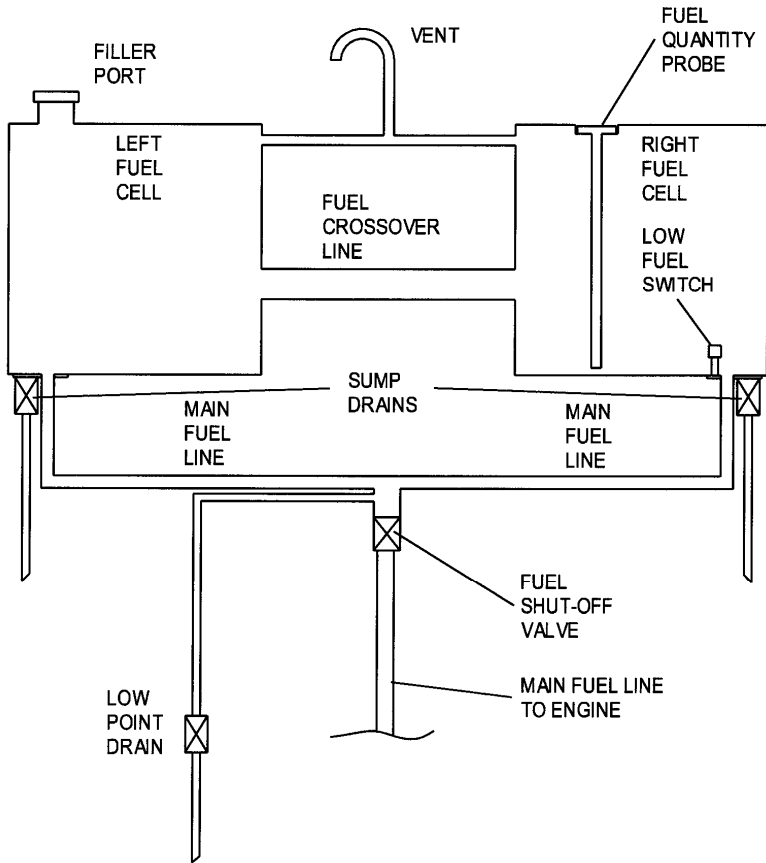 FILLER
PORT
VENT
FUEL
QUANTITY
PROBE
LEFT
FUEL
CELL
FUEL
CROSSOVER
LINE
RIGHT
FUEL
CELL
LOW
FUEL
SWITCH
SUMP
DRAINS
MAIN
FUEL
LINE
MAIN
FUEL
LINE
FUEL
SHUT-OFF
VALVE
MAIN FUEL LINE
TO ENGINE
LOW
POINT
DRAIN